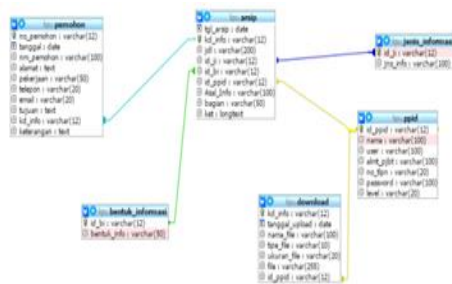 pemohon
no_pemohon : varchar(12)
tanggal : date
nm_pemohon : varchar(100)
alamat : text
pekerjaan : varchar(50)
telepon : varchar(20)
email : varchar(20)
tujuan : text
kd_info : varchar(12)
keterangan : text
arsip
tgl_arsip : date
kd_info : varchar(12)
judl : varchar(200)
id_ji : varchar(12)
id_bi : varchar(12)
id_ppid : varchar(12)
varchar(100)
bagian : varchar(50)
ket : longtext
jenis_informasi
id_ji : varchar(12)
jns_info : varchar(100)
ppid
id_ppid : varchar(12)
name : varchar(100)
user : varchar(100)
almt_pjbt : varchar(100)
no_tlpn : varchar(20)
password : varchar(100)
level : varchar(20)
bentuk_informasi
id_bi : varchar(12)
bentuk_info : varchar(50)
download
kd_info : varchar(12)
tanggal_upload : date
name_file : varchar(100)
tipe_file : varchar(10)
ukuran_file : varchar(20)
file : varchar(255)
id_ppid : varchar(12)